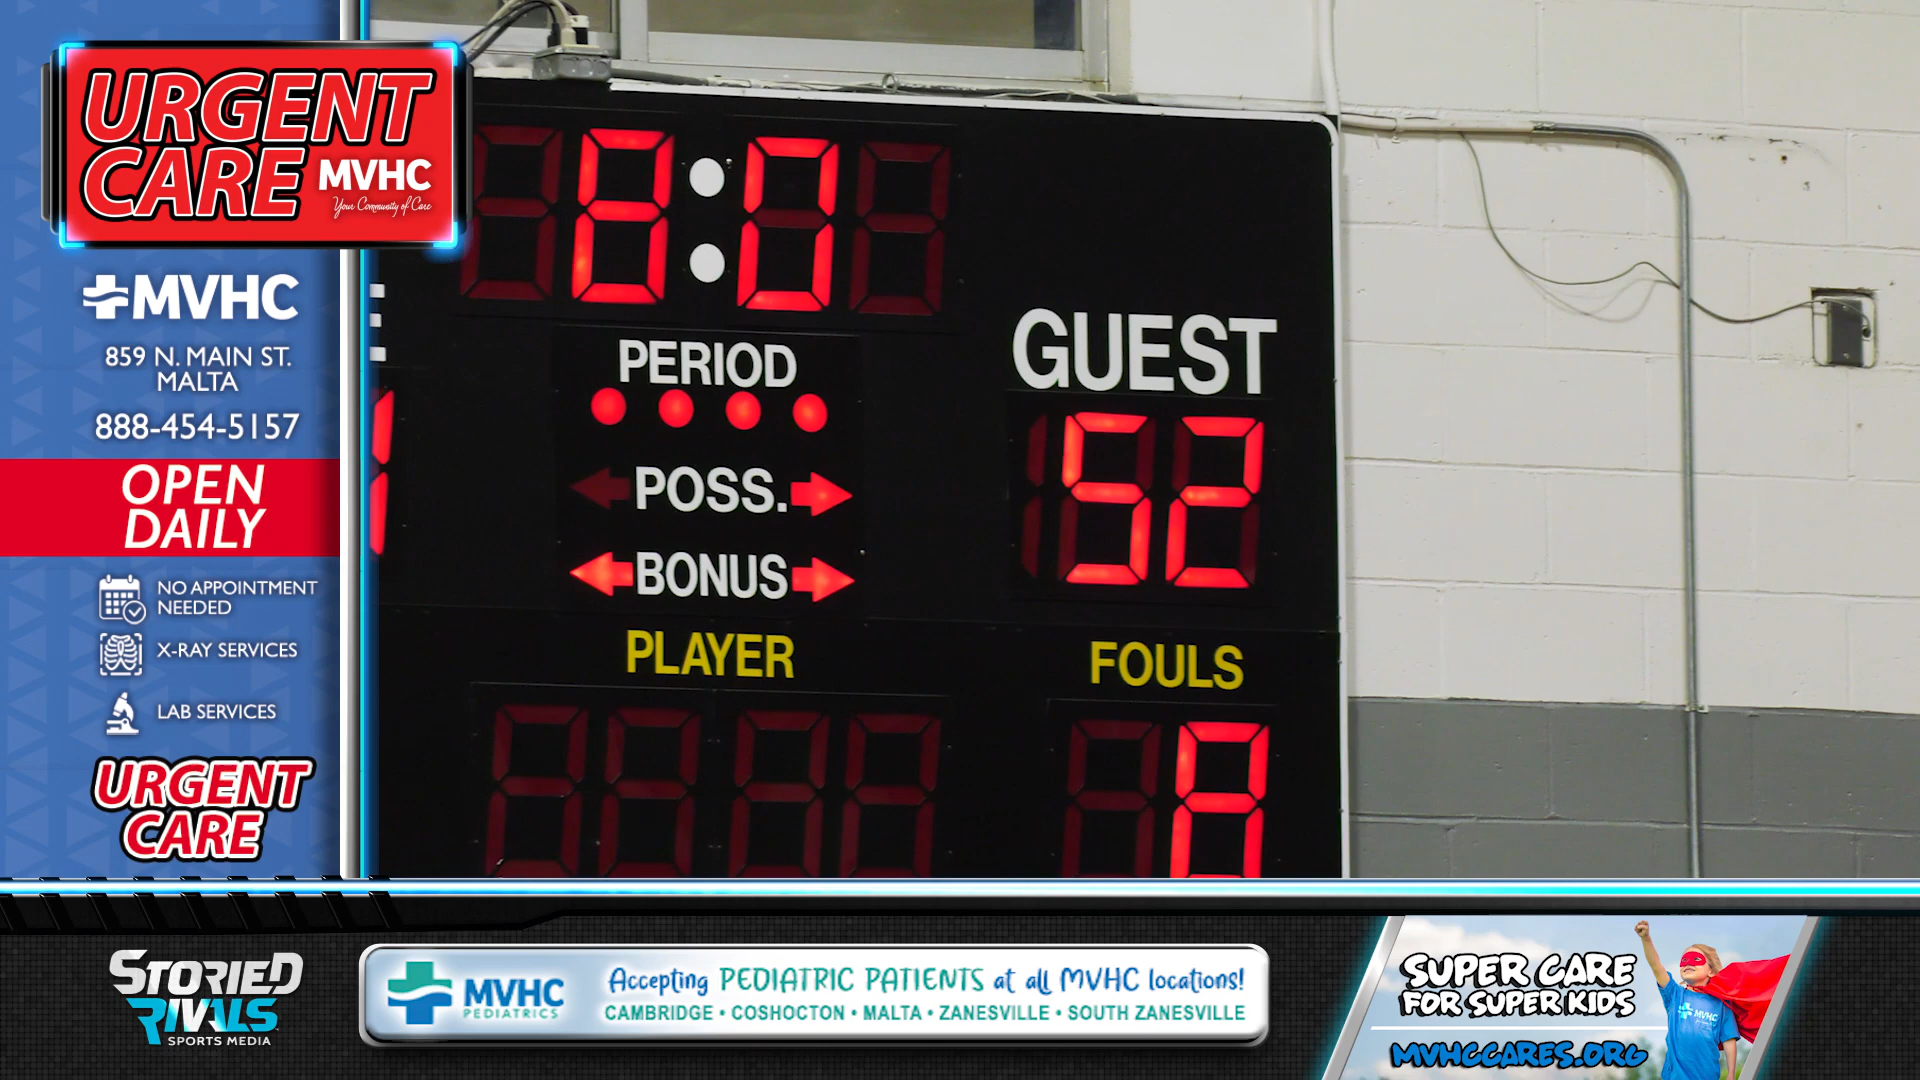 URGENT
CARE
MVHC
Your Community of Care
MVHC
859 N. MAIN ST.
MALTA
888-454-5157
OPEN
DAILY
NO APPOINTMENT
NEEDED
X-RAY SERVICES
LAB SERVICES
URGENT
CARE
PERIOD
GUEST
52
POSS.
BONUS
PLAYER
FOULS
STORIED
RIVALS
SPORTS MEDIA
MVHC
PEDIATRICS
Accepting PEDIATRIC PATIENTS at all MVHC locations!
CAMBRIDGE • COSHOCTON • MALTA • ZANESVILLE • SOUTH ZANESVILLE
SUPER CARE
FOR SUPER KIDS
MVHC
MVHCCARES.ORG